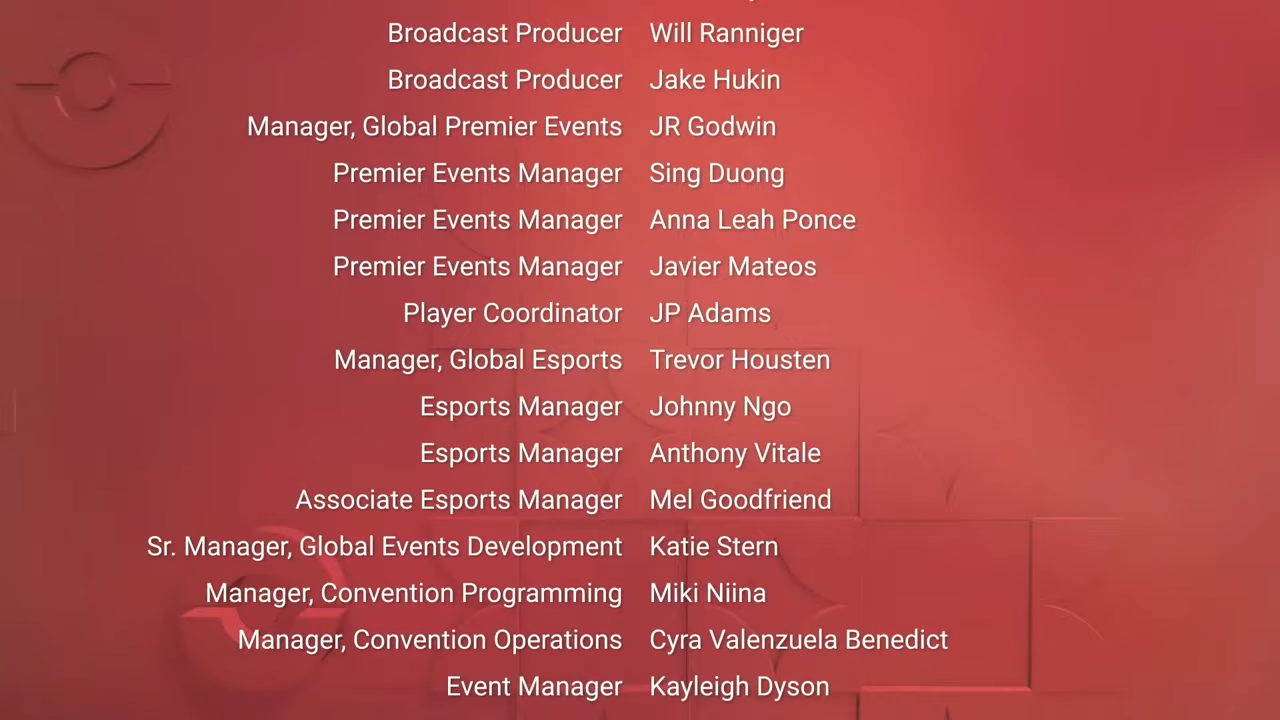 Broadcast Producer Will Ranniger
Broadcast Producer Jake Hukin
Manager, Global Premier Events JR Godwin
Premier Events Manager Sing Duong
Premier Events Manager Anna Leah Ponce
Premier Events Manager Javier Mateos
Player Coordinator JP Adams
Manager, Global Esports Trevor Housten
Esports Manager Johnny Ngo
Esports Manager Anthony Vitale
Associate Esports Manager Mel Goodfriend
Sr. Manager, Global Events Development Katie Stern
Manager, Convention Programming Miki Niina
Manager, Convention Operations Cyra Valenzuela Benedict
Event Manager Kayleigh Dyson